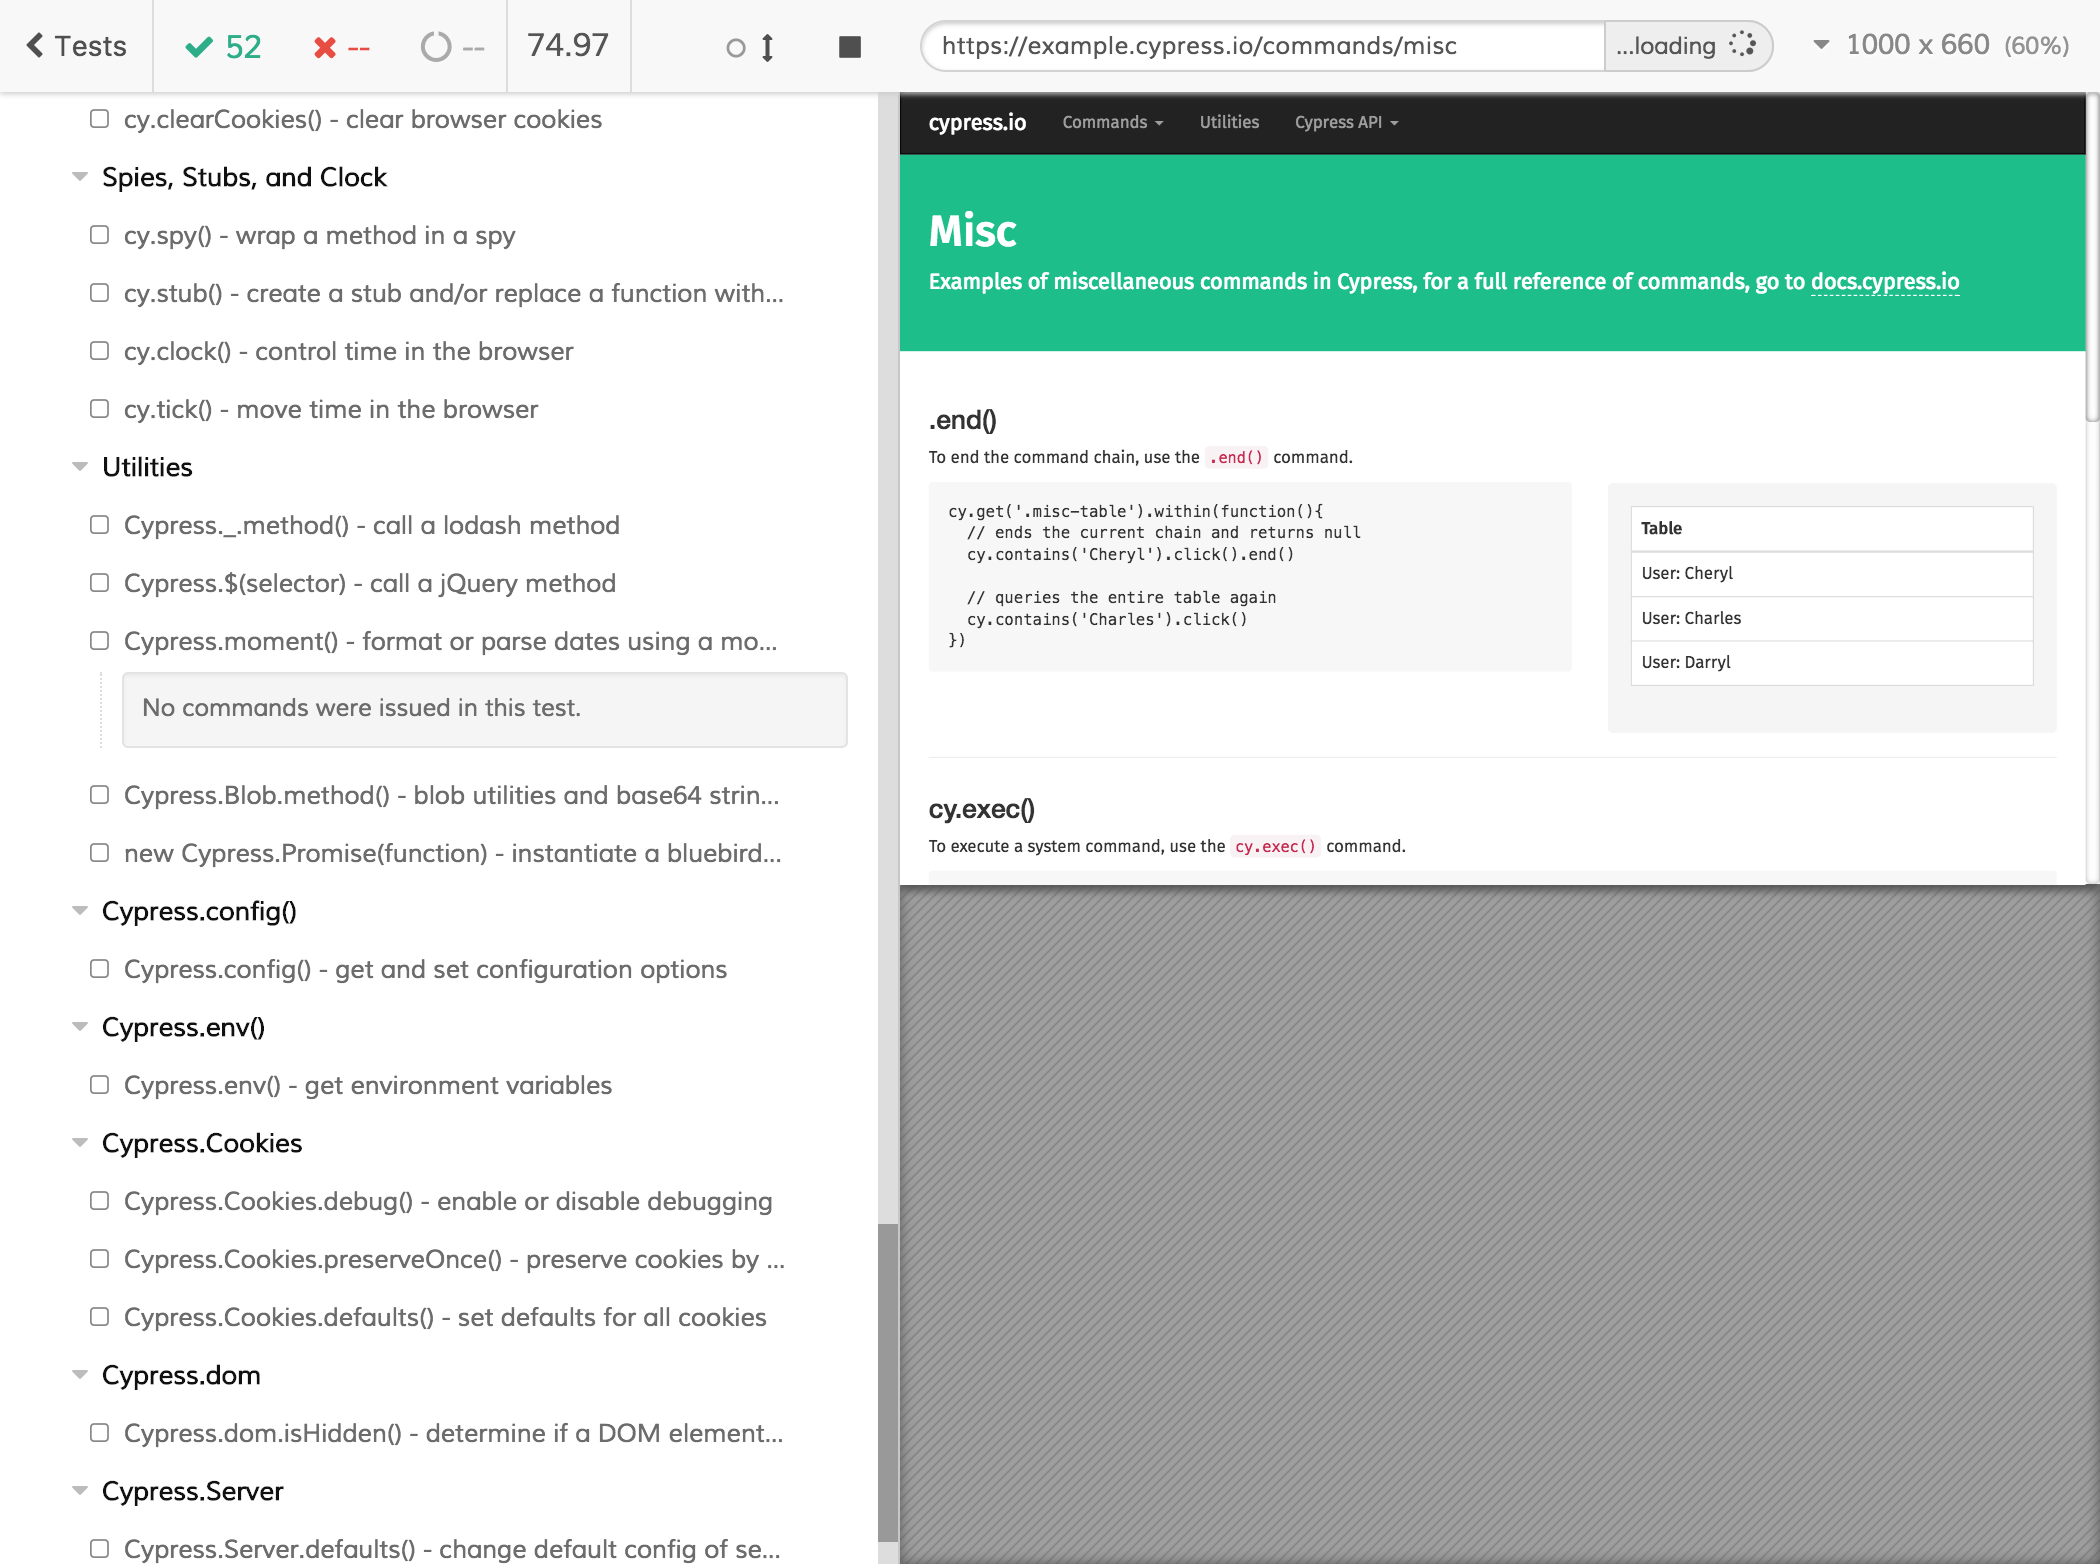 Tests
52
--
--
74.97
https://example.cypress.io/commands/misc
...loading
1000 x 660 (60%)
cy.clearCookies() - clear browser cookies
Spies, Stubs, and Clock
cy.spy() - wrap a method in a spy
cy.stub() - create a stub and/or replace a function with...
cy.clock() - control time in the browser
cy.tick() - move time in the browser
Utilities
Cypress._.method() - call a lodash method
Cypress.$(selector) - call a jQuery method
Cypress.moment() - format or parse dates using a mo...
No commands were issued in this test.
Cypress.Blob.method() - blob utilities and base64 strin...
new Cypress.Promise(function) - instantiate a bluebird...
Cypress.config()
Cypress.config() - get and set configuration options
Cypress.env()
Cypress.env() - get environment variables
Cypress.Cookies
Cypress.Cookies.debug() - enable or disable debugging
Cypress.Cookies.preserveOnce() - preserve cookies by ...
Cypress.Cookies.defaults() - set defaults for all cookies
Cypress.dom
Cypress.dom.isHidden() - determine if a DOM element...
Cypress.Server
Cypress.Server.defaults() - change default config of se...
cypress.io
Commands
Utilities
Cypress API
Misc
Examples of miscellaneous commands in Cypress, for a full reference of commands, go to docs.cypress.io
.end()
To end the command chain, use the .end() command.
cy.get('.misc-table').within(function(){
  // ends the current chain and returns null
  cy.contains('Cheryl').click().end()
  // queries the entire table again
  cy.contains('Charles').click()
})
Table
User: Cheryl
User: Charles
User: Darryl
cy.exec()
To execute a system command, use the cy.exec() command.